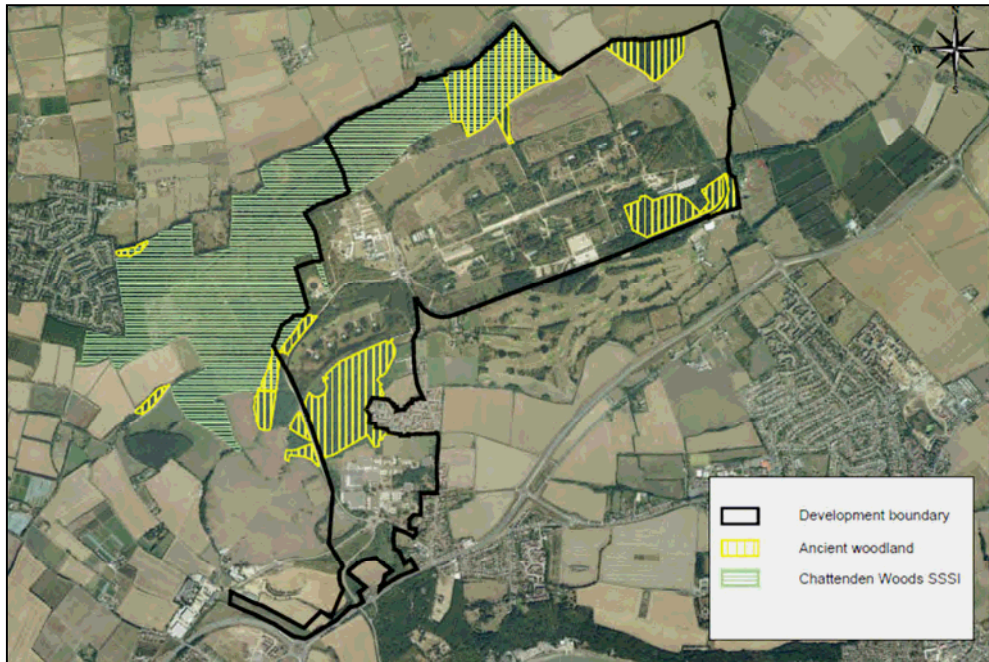 N
W
S
Development boundary
Ancient woodland
Chattenden Woods SSSI